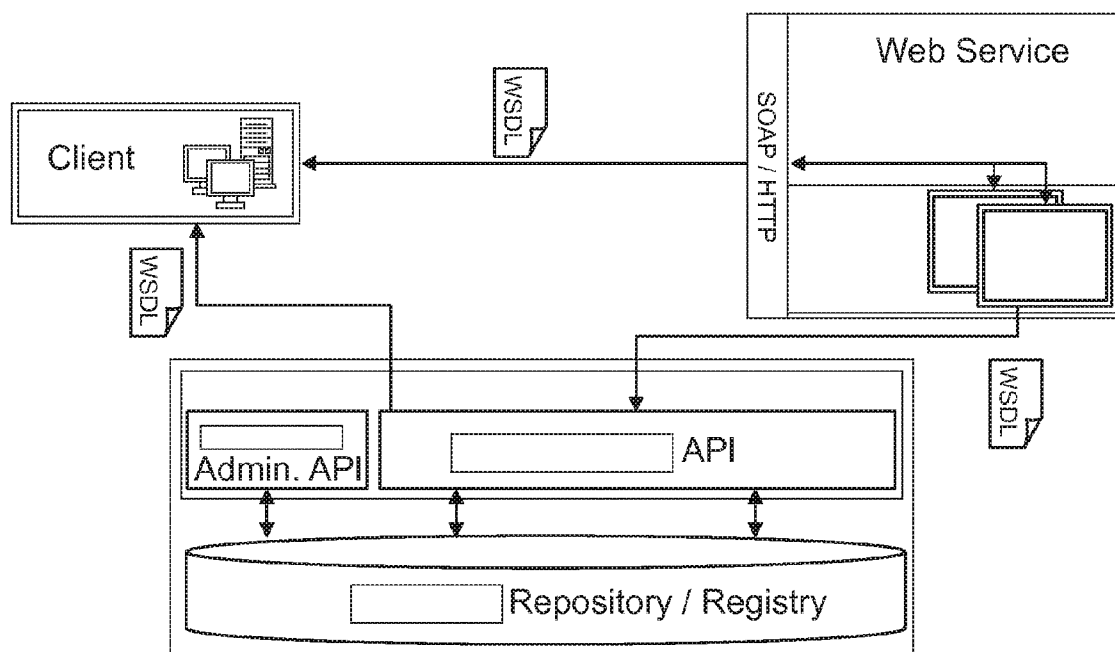 Web Service
WSDL
SOAP / HTTP
Client
WSDL
WSDL
API
Admin. API
Repository / Registry